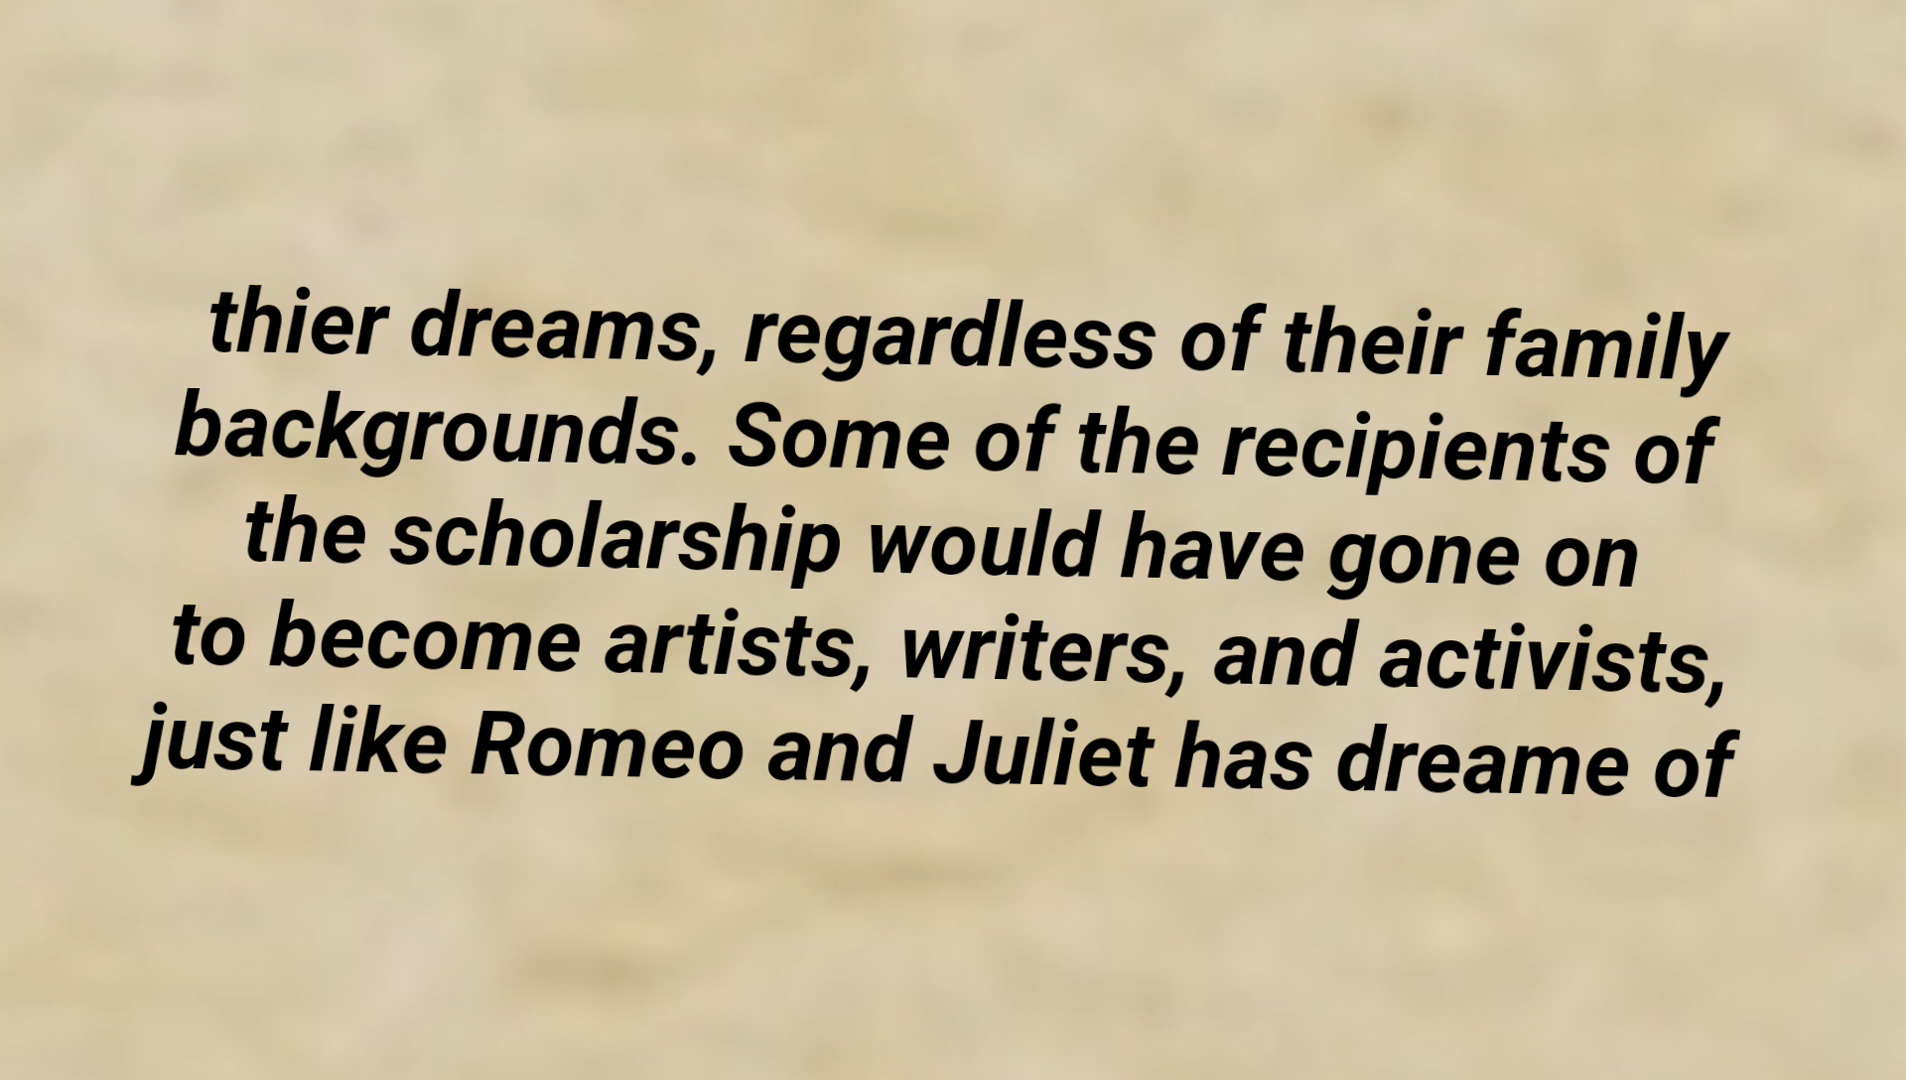 thier dreams, regardless of their family
backgrounds. Some of the recipients of
the scholarship would have gone on
to become artists, writers, and activists,
just like Romeo and Juliet has dreame of